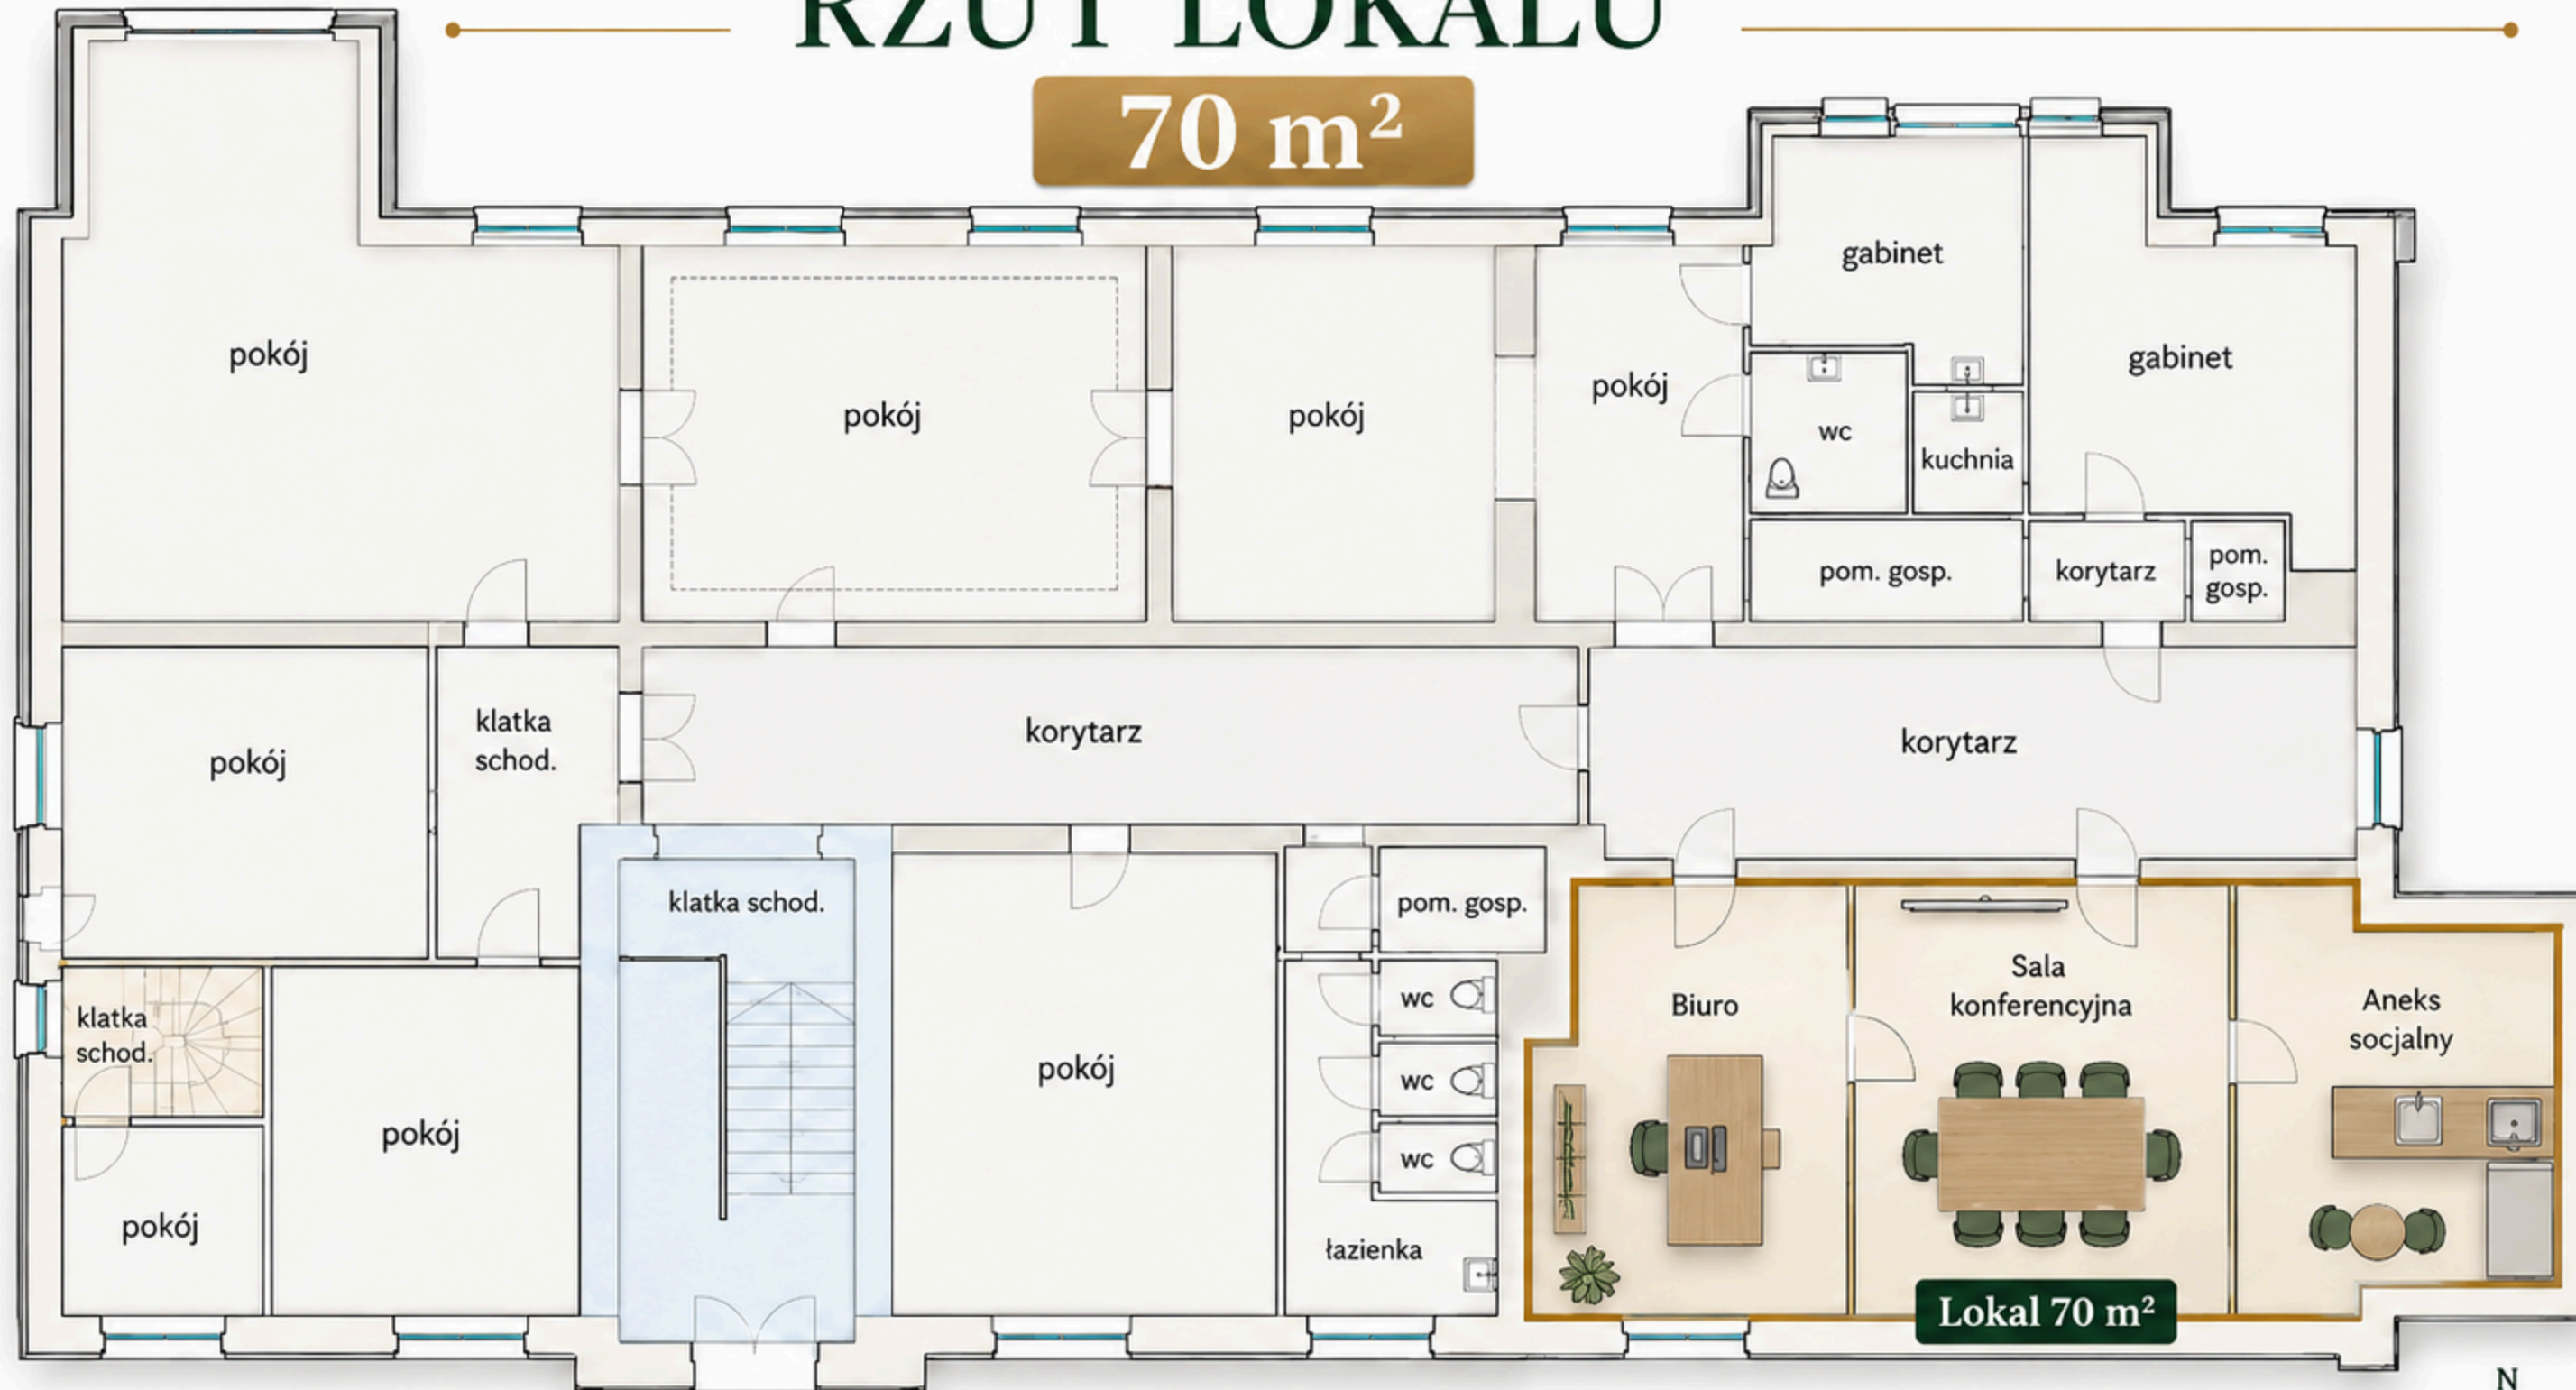 RZUT LOKALU
70 m²
gabinet
pokój
gabinet
pokój
pokój
pokój
wc
kuchnia
pom. gosp.
korytarz
pom.
gosp.
pokój
klatka
schod.
korytarz
korytarz
klatka schod.
pom. gosp.
klatka
schod.
wc
wc
wc
pokój
pokój
pokój
łazienka
Biuro
Sala
konferencyjna
Aneks
socjalny
Lokal 70 m²
N